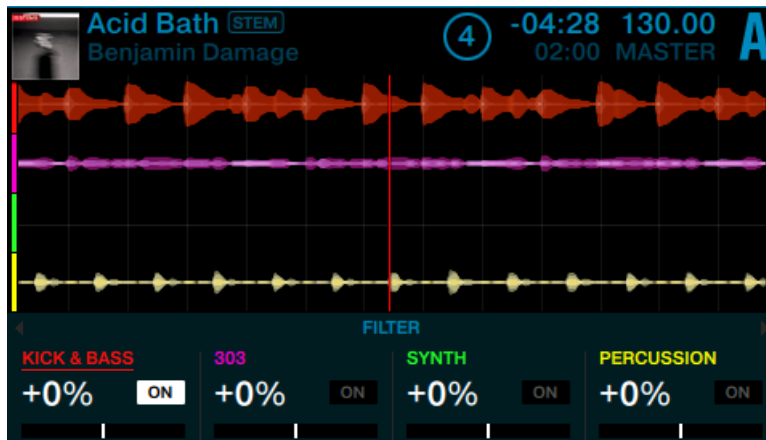 Acid Bath STEM
Benjamin Damage
4
-04:28 130.00
02:00 MASTER
A
FILTER
KICK & BASS 303 SYNTH PERCUSSION
+0% ON +0% ON +0% ON +0% ON